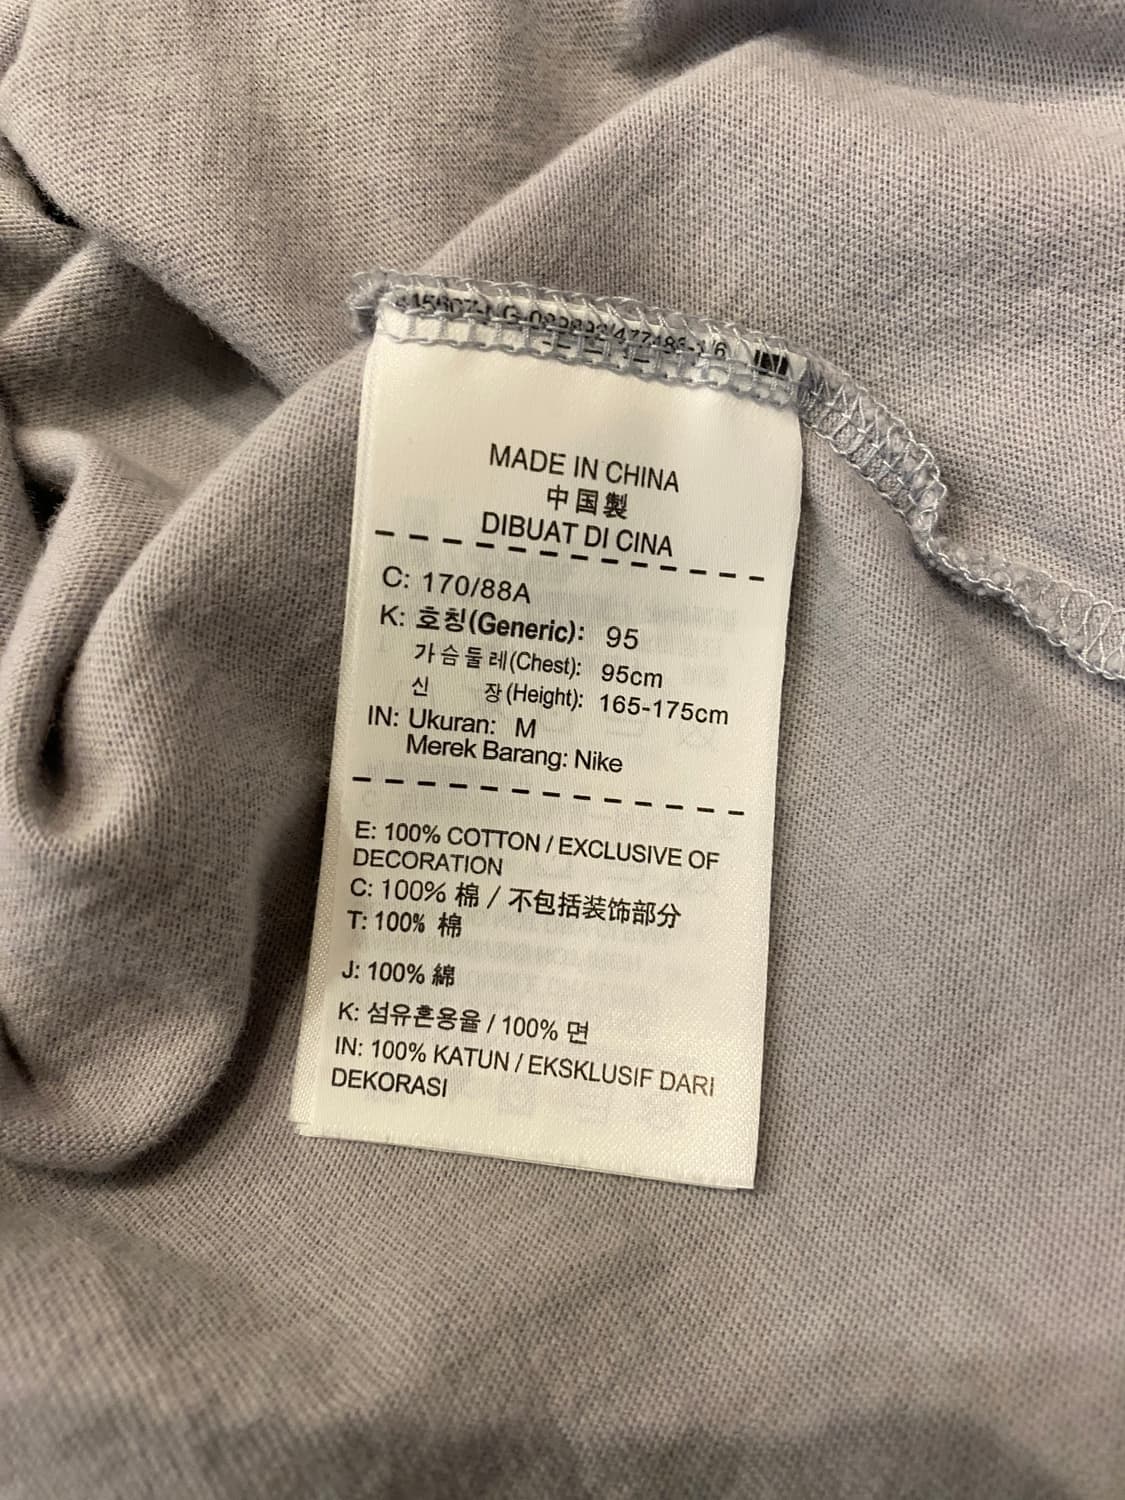 MADE IN CHINA
中国製
DIBUAT DI CINA
C: 170/88A
K: 호칭(Generic): 95
가슴둘레(Chest): 95cm
신 장(Height): 165-175cm
IN: Ukuran: M
Merek Barang: Nike
E: 100% COTTON / EXCLUSIVE OF
DECORATION
C: 100% 棉 / 不包括装饰部分
T: 100% 棉
J: 100% 綿
K: 섬유혼용율 / 100% 면
IN: 100% KATUN / EKSKLUSIF DARI
DEKORASI